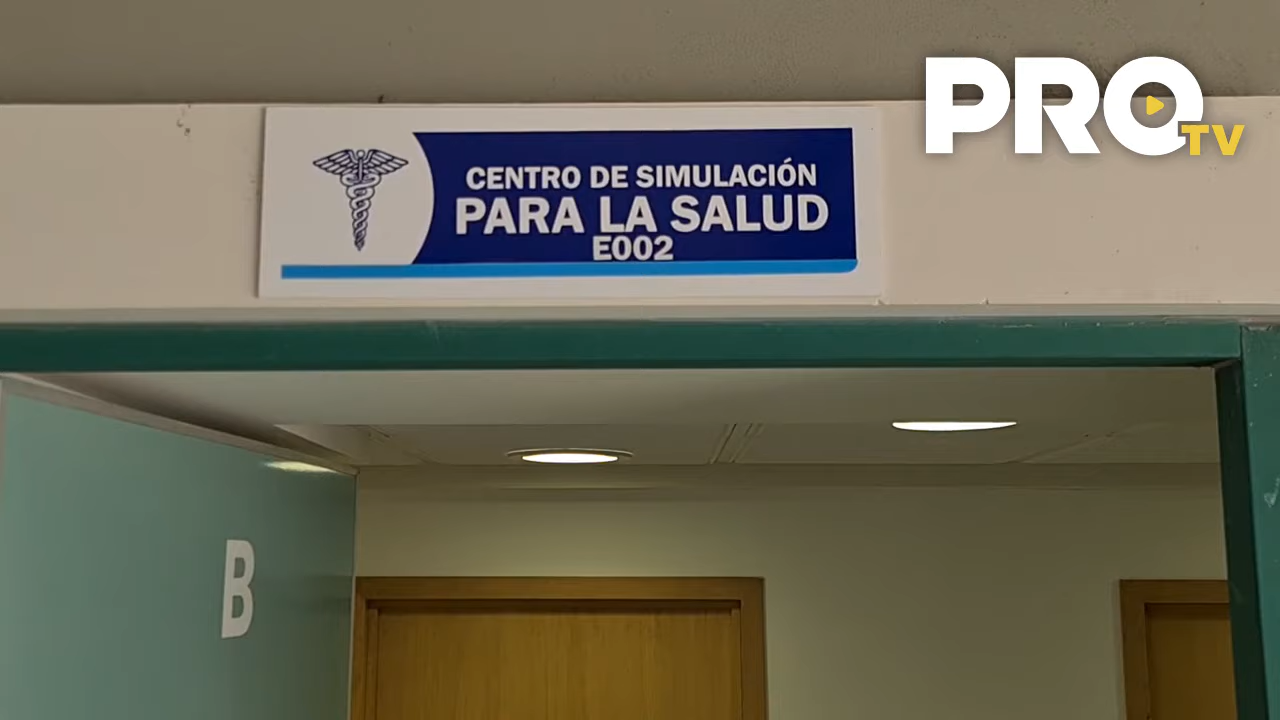 PRO
TV
CENTRO DE SIMULACIÓN
PARA LA SALUD
E002
B